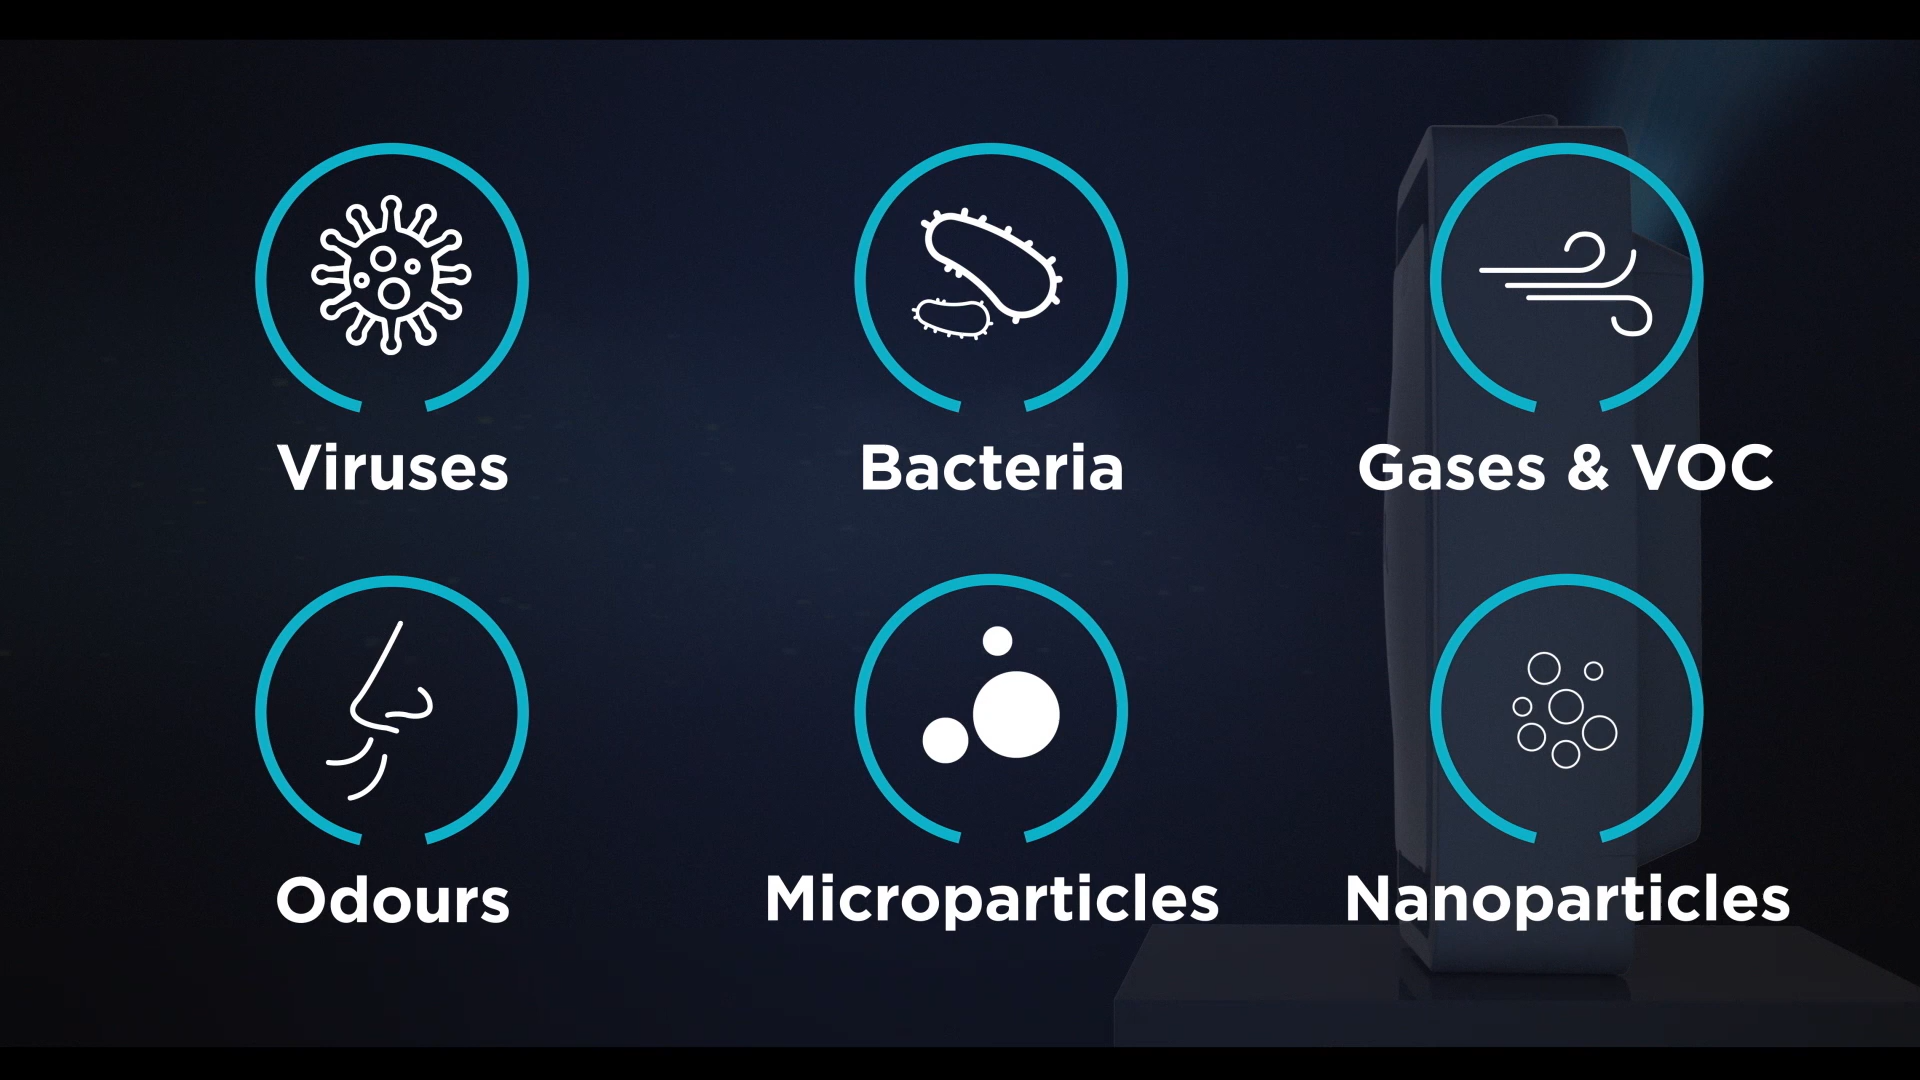 Viruses
Bacteria
Gases & VOC
Odours
Microparticles
Nanoparticles